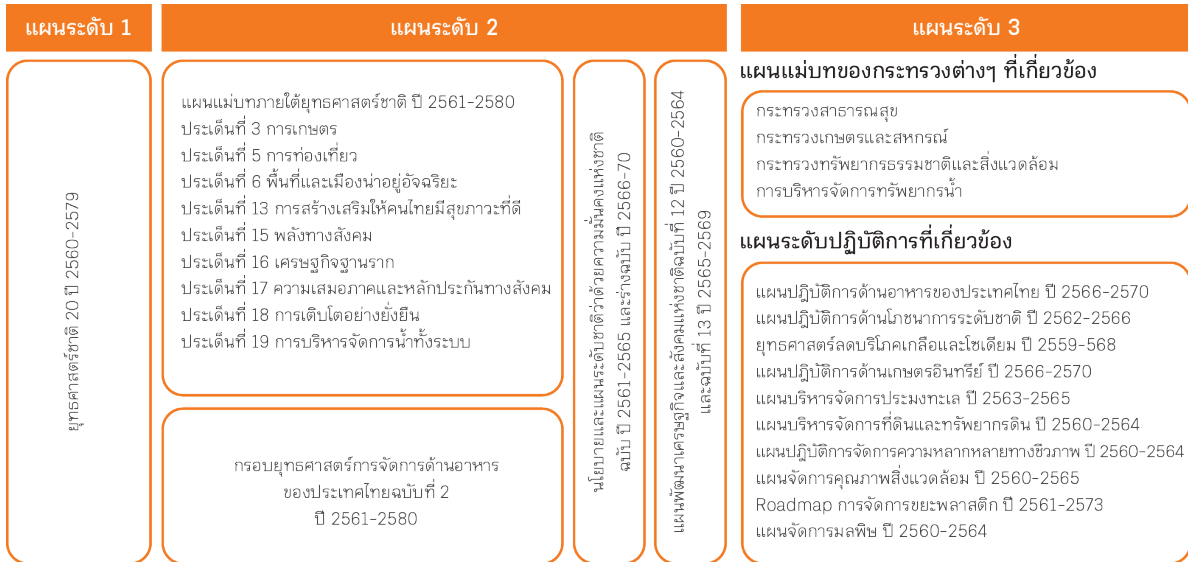 แผนระดับ 1
ยุทธศาสตร์ชาติ 20 ปี 2560-2579
แผนระดับ 2
แผนแม่บทภายใต้ยุทธศาสตร์ชาติ ปี 2561-2580
ประเด็นที่ 3 การเกษตร
ประเด็นที่ 5 การท่องเที่ยว
ประเด็นที่ 6 พื้นที่และเมืองน่าอยู่อัจฉริยะ
ประเด็นที่ 13 การสร้างเสริมให้คนไทยมีสุขภาวะที่ดี
ประเด็นที่ 15 พลังทางสังคม
ประเด็นที่ 16 เศรษฐกิจฐานราก
ประเด็นที่ 17 ความเสมอภาคและหลักประกันทางสังคม
ประเด็นที่ 18 การเติบโตอย่างยั่งยืน
ประเด็นที่ 19 การบริหารจัดการน้ำทั้งระบบ
กรอบยุทธศาสตร์การจัดการด้านอาหาร
ของประเทศไทยฉบับที่ 2
ปี 2561-2580
นโยบายและแผนระดับชาติว่าด้วยความมั่นคงแห่งชาติ
ฉบับ ปี 2561-2565 และร่างฉบับ ปี 2566-70
แผนพัฒนาเศรษฐกิจและสังคมแห่งชาติฉบับที่ 12 ปี 2560-2564
และฉบับที่ 13 ปี 2565-2569
แผนระดับ 3
แผนแม่บทของกระทรวงต่างๆ ที่เกี่ยวข้อง
กระทรวงสาธารณสุข
กระทรวงเกษตรและสหกรณ์
กระทรวงทรัพยากรธรรมชาติและสิ่งแวดล้อม
การบริหารจัดการทรัพยากรน้ำ
แผนระดับปฏิบัติการที่เกี่ยวข้อง
แผนปฏิบัติการด้านอาหารของประเทศไทย ปี 2566-2570
แผนปฏิบัติการด้านโภชนาการระดับชาติ ปี 2562-2566
ยุทธศาสตร์ลดบริโภคเกลือและโซเดียม ปี 2559-568
แผนปฏิบัติการด้านเกษตรอินทรีย์ ปี 2566-2570
แผนบริหารจัดการประมงทะเล ปี 2563-2565
แผนบริหารจัดการที่ดินและทรัพยากรดิน ปี 2560-2564
แผนปฏิบัติการจัดการความหลากหลายทางชีวภาพ ปี 2560-2564
แผนจัดการคุณภาพสิ่งแวดล้อม ปี 2560-2565
Roadmap การจัดการขยะพลาสติก ปี 2561-2573
แผนจัดการมลพิษ ปี 2560-2564